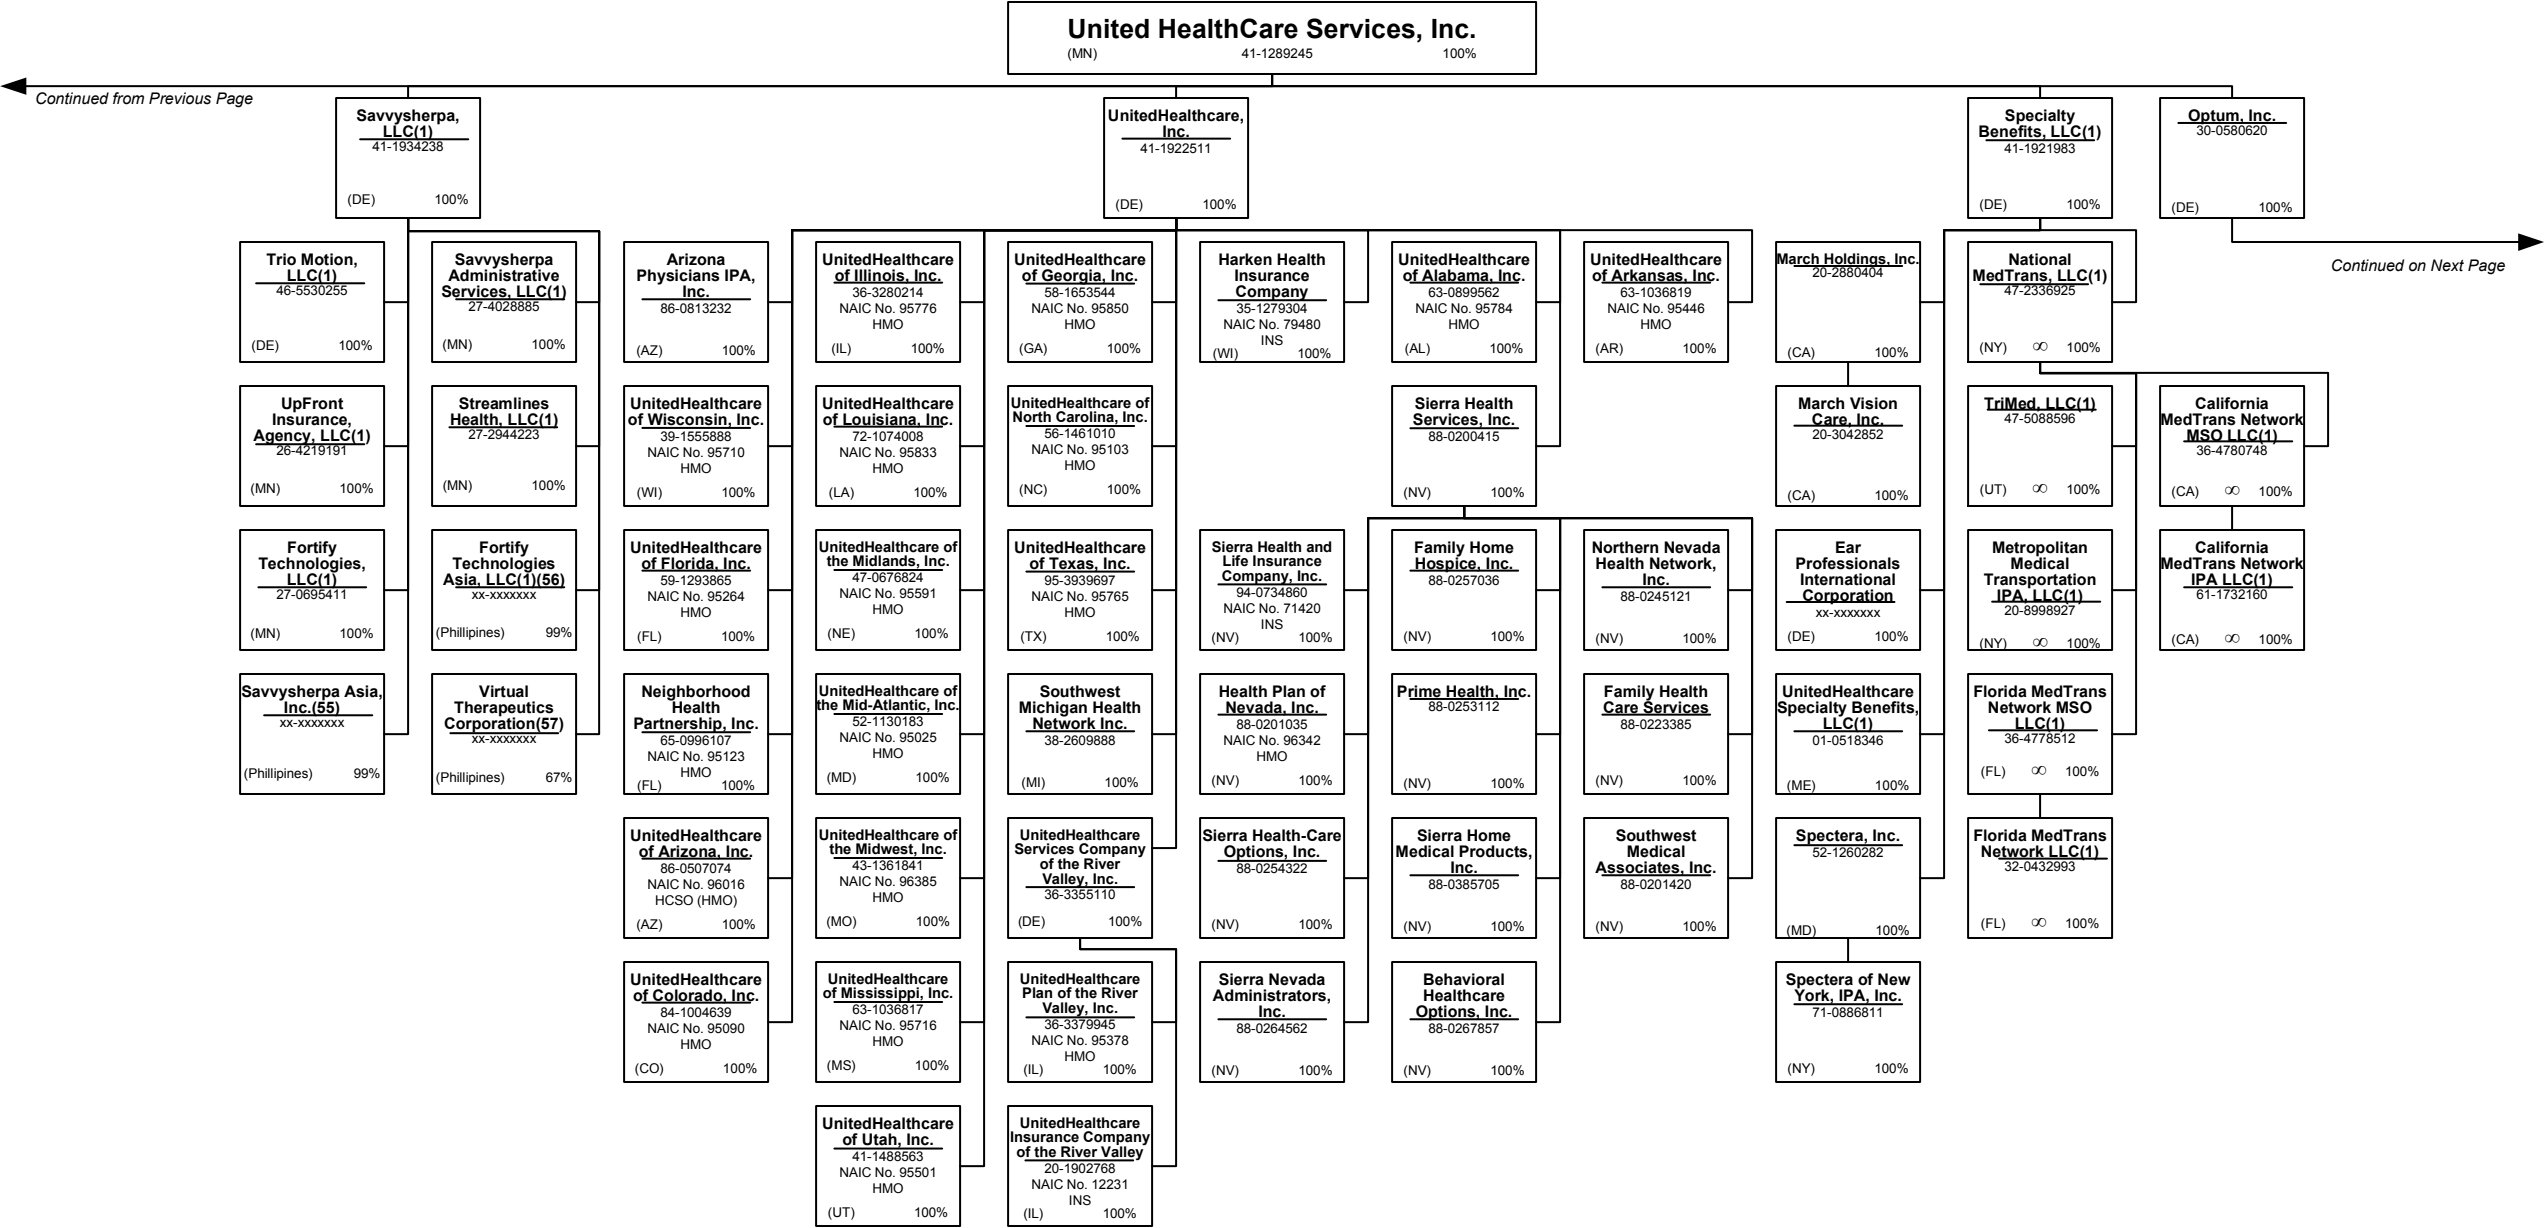 United HealthCare Services, Inc.
(MN) 41-1289245 100%
Continued from Previous Page
Savvysherpa,
LLC(1)
41-1934238
(DE) 100%
UnitedHealthcare,
Inc.
41-1922511
(DE) 100%
Specialty
Benefits, LLC(1)
41-1921983
(DE) 100%
Optum, Inc.
30-0580620
(DE) 100%
Continued on Next Page
Trio Motion,
LLC(1)
46-5530255
(DE) 100%
Savvysherpa
Administrative
Services, LLC(1)
27-4028885
(MN) 100%
Arizona
Physicians IPA,
Inc.
86-0813232
(AZ) 100%
UnitedHealthcare
of Illinois, Inc.
36-3280214
NAIC No. 95776
HMO
(IL) 100%
UnitedHealthcare
of Georgia, Inc.
58-1653544
NAIC No. 95850
HMO
(GA) 100%
Harken Health
Insurance
Company
35-1279304
NAIC No. 79480
INS
(WI) 100%
UnitedHealthcare
of Alabama, Inc.
63-0899562
NAIC No. 95784
HMO
(AL) 100%
UnitedHealthcare
of Arkansas, Inc.
63-1036819
NAIC No. 95446
HMO
(AR) 100%
March Holdings, Inc.
20-2880404
(CA) 100%
National
MedTrans, LLC(1)
47-2336925
(NY) ∞ 100%
UpFront
Insurance,
Agency, LLC(1)
26-4219191
(MN) 100%
Streamlines
Health, LLC(1)
27-2944223
(MN) 100%
UnitedHealthcare
of Wisconsin, Inc.
39-1555888
NAIC No. 95710
HMO
(WI) 100%
UnitedHealthcare
of Louisiana, Inc.
72-1074008
NAIC No. 95833
HMO
(LA) 100%
UnitedHealthcare of
North Carolina, Inc.
56-1461010
NAIC No. 95103
HMO
(NC) 100%
Sierra Health
Services, Inc.
88-0200415
(NV) 100%
March Vision
Care, Inc.
20-3042852
(CA) 100%
TriMed, LLC(1)
47-5088596
(UT) ∞ 100%
California
MedTrans Network
MSO LLC(1)
36-4780748
(CA) ∞ 100%
Fortify
Technologies,
LLC(1)
27-0695411
(MN) 100%
Fortify
Technologies
Asia, LLC(1)(56)
xx-xxxxxxx
(Phillipines) 99%
UnitedHealthcare
of Florida, Inc.
59-1293865
NAIC No. 95264
HMO
(FL) 100%
UnitedHealthcare of
the Midlands, Inc.
47-0676824
NAIC No. 95591
HMO
(NE) 100%
UnitedHealthcare
of Texas, Inc.
95-3939697
NAIC No. 95765
HMO
(TX) 100%
Sierra Health and
Life Insurance
Company, Inc.
94-0734860
NAIC No. 71420
INS
(NV) 100%
Family Home
Hospice, Inc.
88-0257036
(NV) 100%
Northern Nevada
Health Network,
Inc.
88-0245121
(NV) 100%
Ear
Professionals
International
Corporation
xx-xxxxxxx
(DE) 100%
Metropolitan
Medical
Transportation
IPA, LLC(1)
20-8998927
(NY) ∞ 100%
California
MedTrans Network
IPA LLC(1)
61-1732160
(CA) ∞ 100%
Savvysherpa Asia,
Inc.(55)
xx-xxxxxxx
(Phillipines) 99%
Virtual
Therapeutics
Corporation(57)
xx-xxxxxxx
(Phillipines) 67%
Neighborhood
Health
Partnership, Inc.
65-0996107
NAIC No. 95123
HMO
(FL) 100%
UnitedHealthcare of
the Mid-Atlantic, Inc.
52-1130183
NAIC No. 95025
HMO
(MD) 100%
Southwest
Michigan Health
Network Inc.
38-2609888
(MI) 100%
Health Plan of
Nevada, Inc.
88-0201035
NAIC No. 96342
HMO
(NV) 100%
Prime Health, Inc.
88-0253112
(NV) 100%
Family Health
Care Services
88-0223385
(NV) 100%
UnitedHealthcare
Specialty Benefits,
LLC(1)
01-0518346
(ME) 100%
Florida MedTrans
Network MSO
LLC(1)
36-4778512
(FL) ∞ 100%
UnitedHealthcare
of Arizona, Inc.
86-0507074
NAIC No. 96016
HCSO (HMO)
(AZ) 100%
UnitedHealthcare of
the Midwest, Inc.
43-1361841
NAIC No. 96385
HMO
(MO) 100%
UnitedHealthcare
Services Company
of the River
Valley, Inc.
36-3355110
(DE) 100%
Sierra Health-Care
Options, Inc.
88-0254322
(NV) 100%
Sierra Home
Medical Products,
Inc.
88-0385705
(NV) 100%
Southwest
Medical
Associates, Inc.
88-0201420
(NV) 100%
Spectera, Inc.
52-1260282
(MD) 100%
Florida MedTrans
Network LLC(1)
32-0432993
(FL) ∞ 100%
UnitedHealthcare
of Colorado, Inc.
84-1004639
NAIC No. 95090
HMO
(CO) 100%
UnitedHealthcare
of Mississippi, Inc.
63-1036817
NAIC No. 95716
HMO
(MS) 100%
UnitedHealthcare
Plan of the River
Valley, Inc.
36-3379945
NAIC No. 95378
HMO
(IL) 100%
Sierra Nevada
Administrators,
Inc.
88-0264562
(NV) 100%
Behavioral
Healthcare
Options, Inc.
88-0267857
(NV) 100%
Spectera of New
York, IPA, Inc.
71-0886811
(NY) 100%
UnitedHealthcare
of Utah, Inc.
41-1488563
NAIC No. 95501
HMO
(UT) 100%
UnitedHealthcare
Insurance Company
of the River Valley
20-1902768
NAIC No. 12231
INS
(IL) 100%